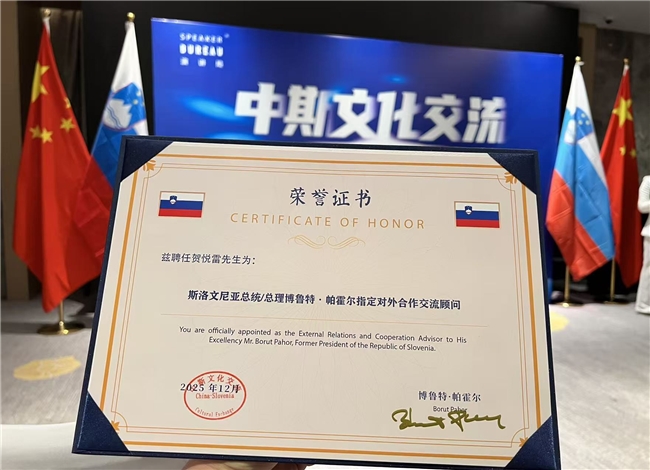 SPEAKER
BUREAU
中斯文化交流
荣誉证书
CERTIFICATE OF HONOR
兹聘任贺悦雷先生为：
斯洛文尼亚总统/总理博鲁特·帕霍尔指定对外合作交流顾问
You are officially appointed as the External Relations and Cooperation Advisor to His
Excellency Mr. Borut Pahor, Former President of the Republic of Slovenia.
2025 年12月
China-Slovenia
Cultural Exchange
博鲁特·帕霍尔
Borut Pahor